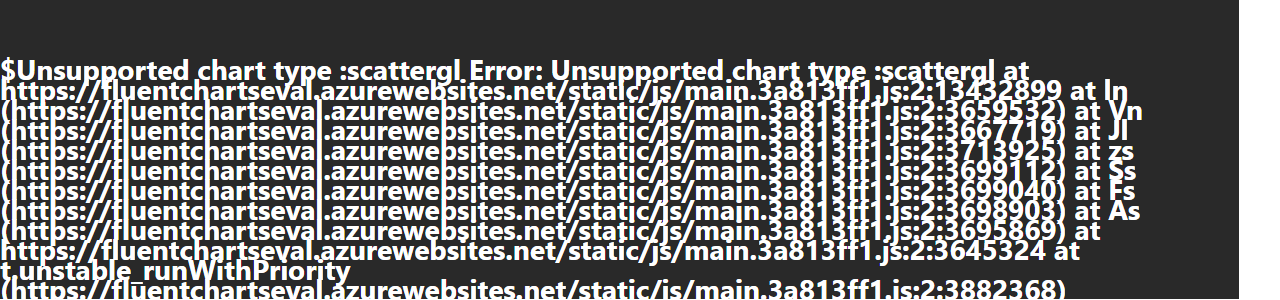 $Unsupported chart type :scattergl Error: Unsupported chart type :scattergl at
https://fluentchartseval.azurewebsites.net/static/js/main.3a813ff1.js:2:13432899 at In
(https://fluentchartseval.azurewebsites.net/static/js/main.3a813ff1.js:2:3659532) at Vn
(https://fluentchartseval.azurewebsites.net/static/js/main.3a813ff1.js:2:3667719) at Jl
(https://fluentchartseval.azurewebsites.net/static/js/main.3a813ff1.js:2:3713925) at zs
(https://fluentchartseval.azurewebsites.net/static/js/main.3a813ff1.js:2:3699112) at Ss
(https://fluentchartseval.azurewebsites.net/static/js/main.3a813ff1.js:2:3699040) at Fs
(https://fluentchartseval.azurewebsites.net/static/js/main.3a813ff1.js:2:3698903) at As
(https://fluentchartseval.azurewebsites.net/static/js/main.3a813ff1.js:2:3695869) at
https://fluentchartseval.azurewebsites.net/static/js/main.3a813ff1.js:2:3645324 at
t.unstable_runWithPriority
(https://fluentchartseval.azurewebsites.net/static/js/main.3a813ff1.js:2:3882368)